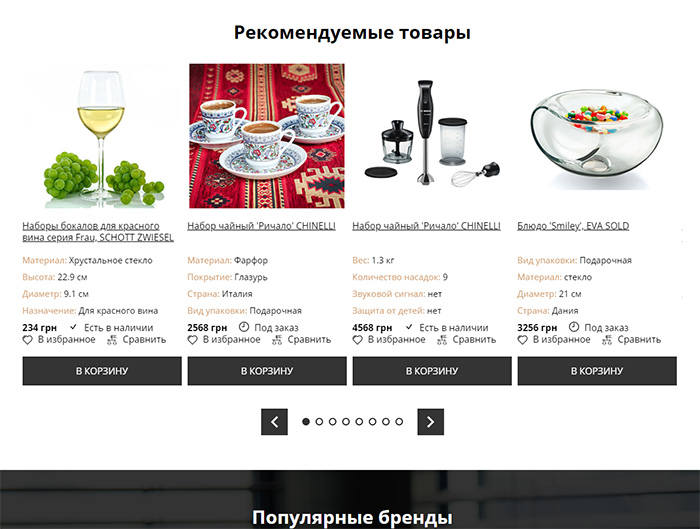 Рекомендуемые товары
Наборы бокалов для красного
вина серия Frau, SCHOTT ZWIESEL
Материал: Хрустальное стекло
Высота: 22.9 см
Диаметр: 9.1 см
Назначение: Для красного вина
234 грн Есть в наличии
В избранное Сравнить
В КОРЗИНУ
Набор чайный 'Ричало' CHINELLI
Материал: Фарфор
Покрытие: Глазурь
Страна: Италия
Вид упаковки: Подарочная
2568 грн Под заказ
В избранное Сравнить
В КОРЗИНУ
Набор чайный 'Ричало' CHINELLI
Вес: 1.3 кг
Количество насадок: 9
Звуковой сигнал: нет
Защита от детей: нет
4568 грн Есть в наличии
В избранное Сравнить
В КОРЗИНУ
Блюдо 'Smiley', EVA SOLD
Вид упаковки: Подарочная
Материал: стекло
Диаметр: 21 см
Страна: Дания
3256 грн Под заказ
В избранное Сравнить
В КОРЗИНУ
Популярные бренды